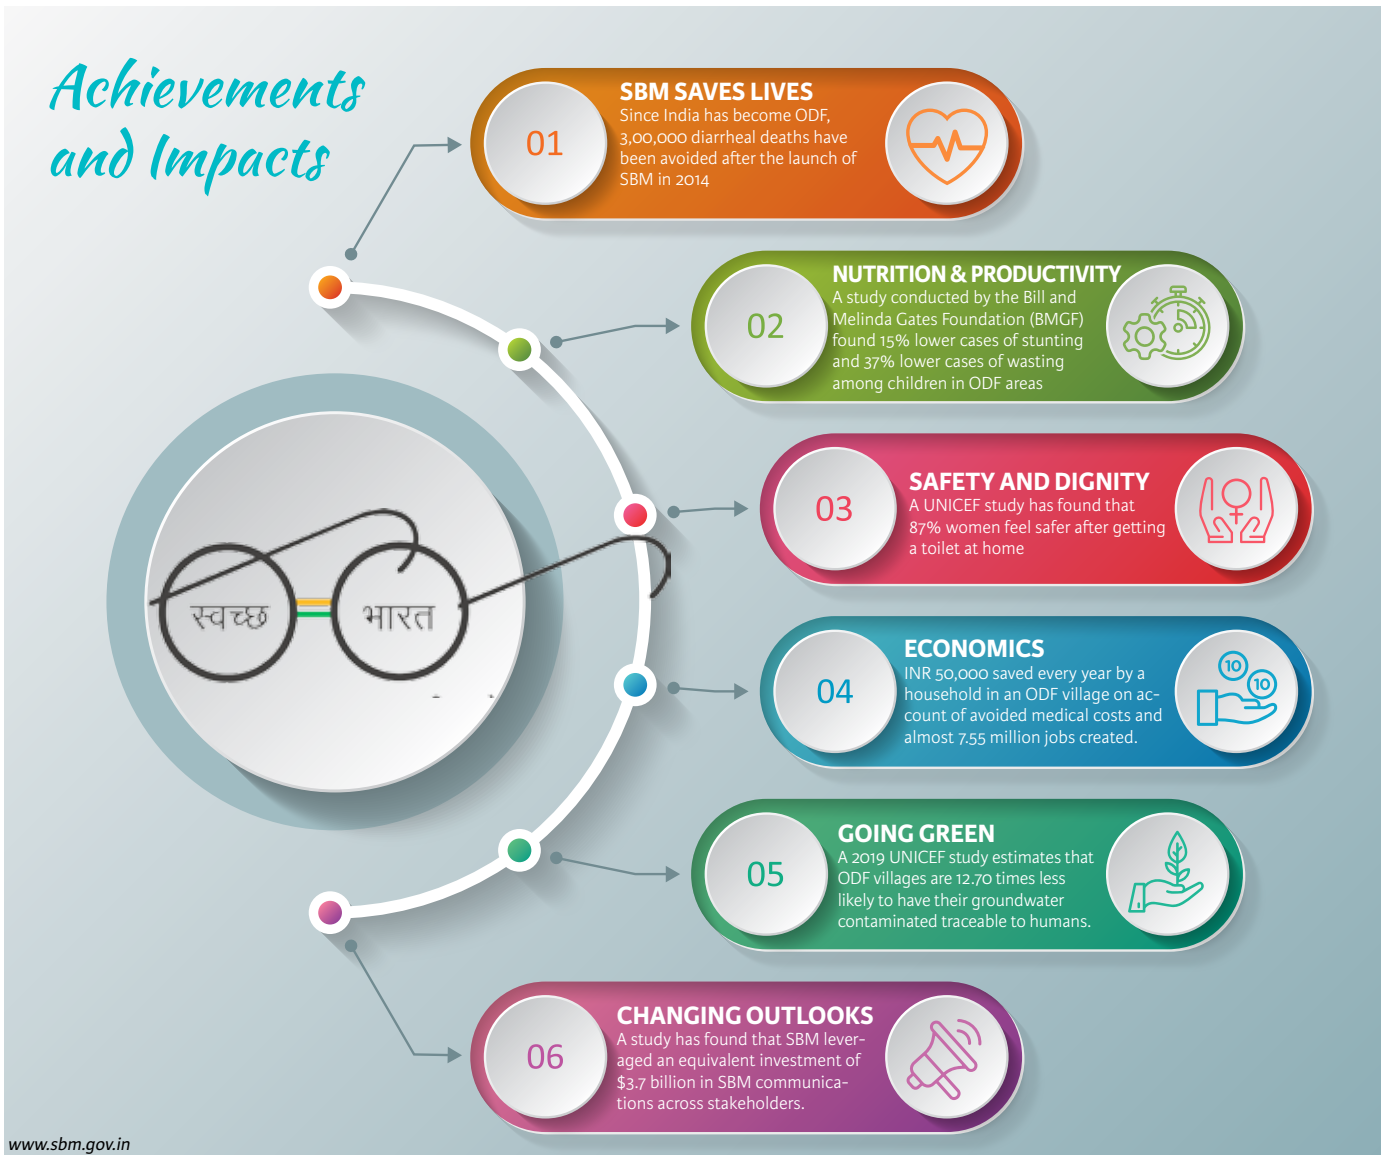 Achievements
and Impacts
01
SBM SAVES LIVES
Since India has become ODF,
3,00,000 diarrheal deaths have
been avoided after the launch of
SBM in 2014
02
NUTRITION & PRODUCTIVITY
A study conducted by the Bill and
Melinda Gates Foundation (BMGF)
found 15% lower cases of stunting
and 37% lower cases of wasting
among children in ODF areas
03
SAFETY AND DIGNITY
A UNICEF study has found that
87% women feel safer after getting
a toilet at home
स्वच्छ भारत
04
ECONOMICS
INR 50,000 saved every year by a
household in an ODF village on ac-
count of avoided medical costs and
almost 7.55 million jobs created.
10
10
05
GOING GREEN
A 2019 UNICEF study estimates that
ODF villages are 12.70 times less
likely to have their groundwater
contaminated traceable to humans.
06
CHANGING OUTLOOKS
A study has found that SBM lever-
aged an equivalent investment of
$3.7 billion in SBM communica-
tions across stakeholders.
www.sbm.gov.in